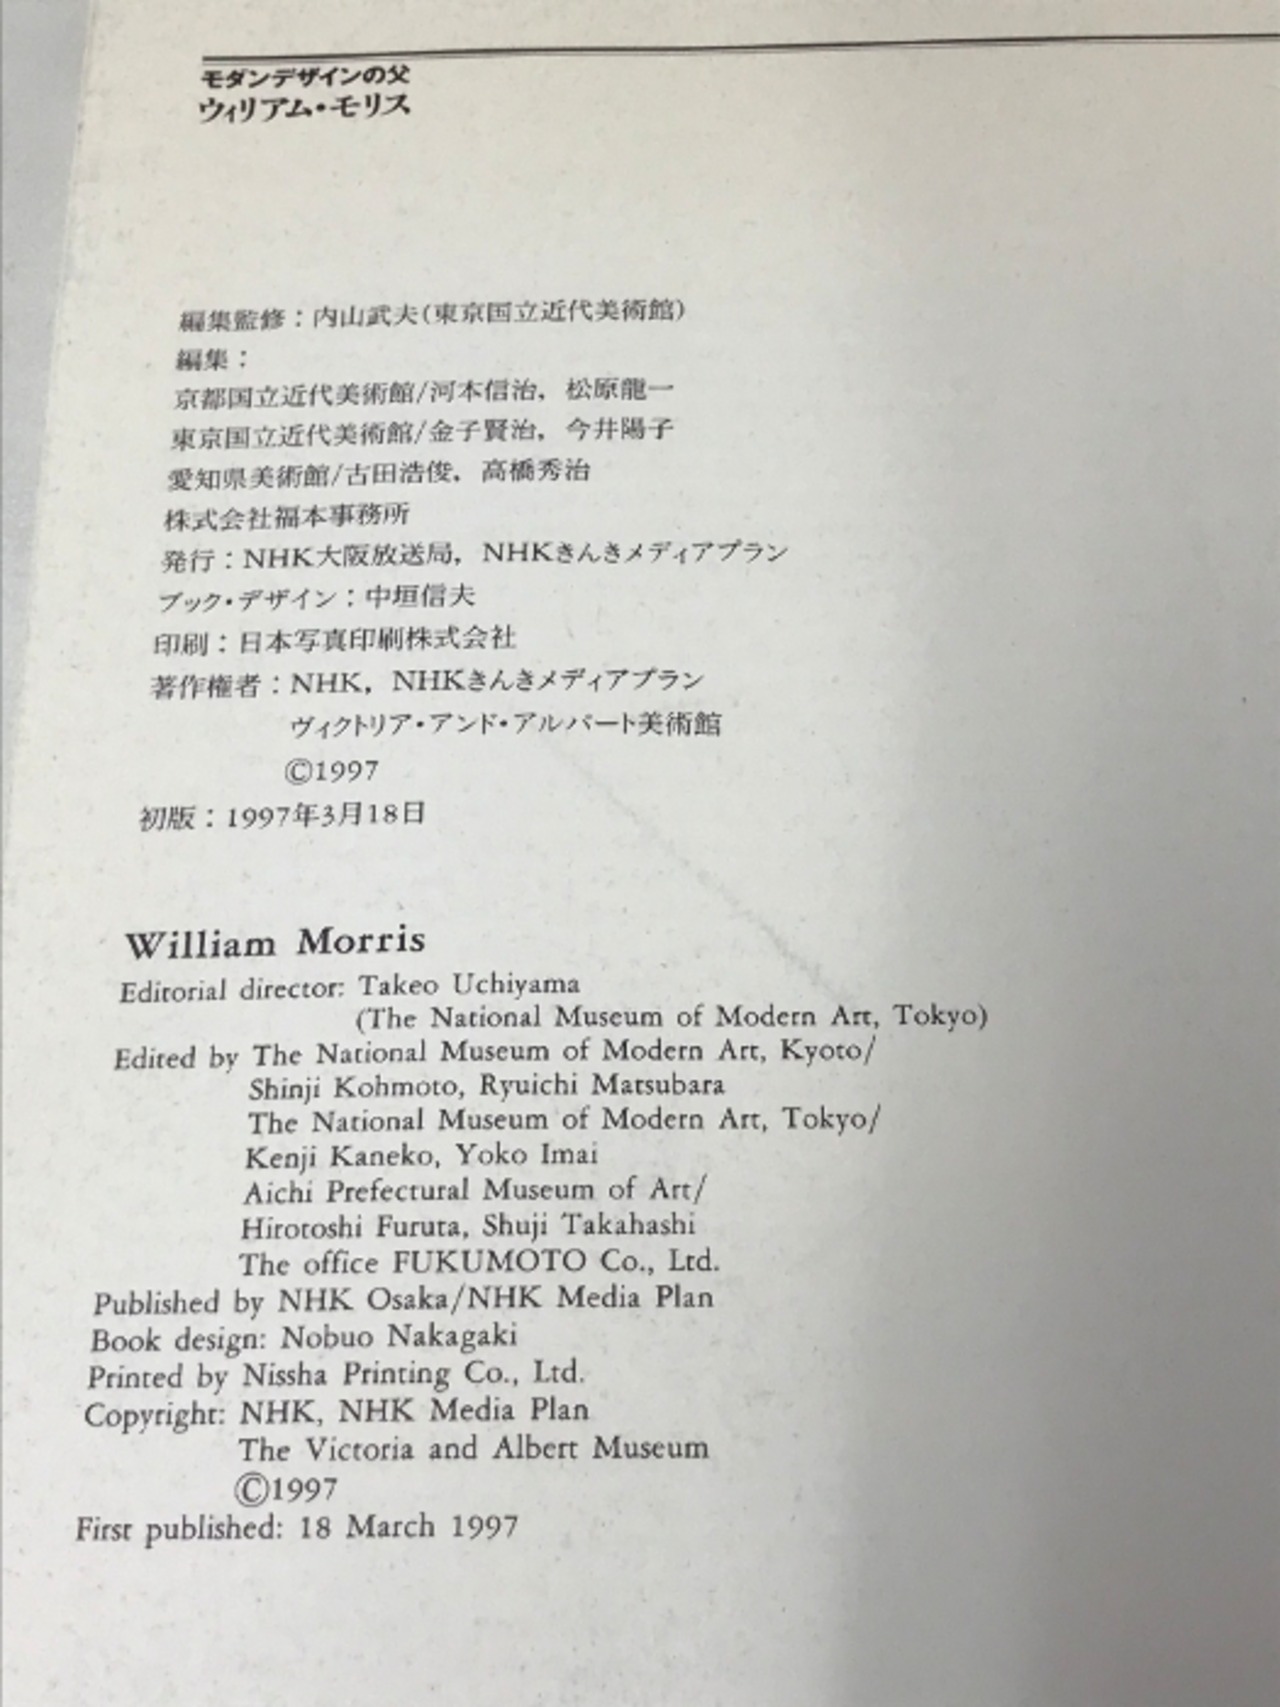 モダンデザインの父
ウィリアム・モリス
編集監修：内山武夫(東京国立近代美術館)
編集：
京都国立近代美術館/河本信治，松原龍一
東京国立近代美術館/金子賢治，今井陽子
愛知県美術館/古田浩俊，高橋秀治
株式会社福本事務所
発行：NHK大阪放送局，NHKきんきメディアプラン
ブック・デザイン：中垣信夫
印刷：日本写真印刷株式会社
著作権者：NHK，NHKきんきメディアプラン
ヴィクトリア・アンド・アルバート美術館
©1997
初版：1997年3月18日
William Morris
Editorial director: Takeo Uchiyama
(The National Museum of Modern Art, Tokyo)
Edited by The National Museum of Modern Art, Kyoto/
Shinji Kohmoto, Ryuichi Matsubara
The National Museum of Modern Art, Tokyo/
Kenji Kaneko, Yoko Imai
Aichi Prefectural Museum of Art/
Hirotoshi Furuta, Shuji Takahashi
The office FUKUMOTO Co., Ltd.
Published by NHK Osaka/NHK Media Plan
Book design: Nobuo Nakagaki
Printed by Nissha Printing Co., Ltd.
Copyright: NHK, NHK Media Plan
The Victoria and Albert Museum
©1997
First published: 18 March 1997